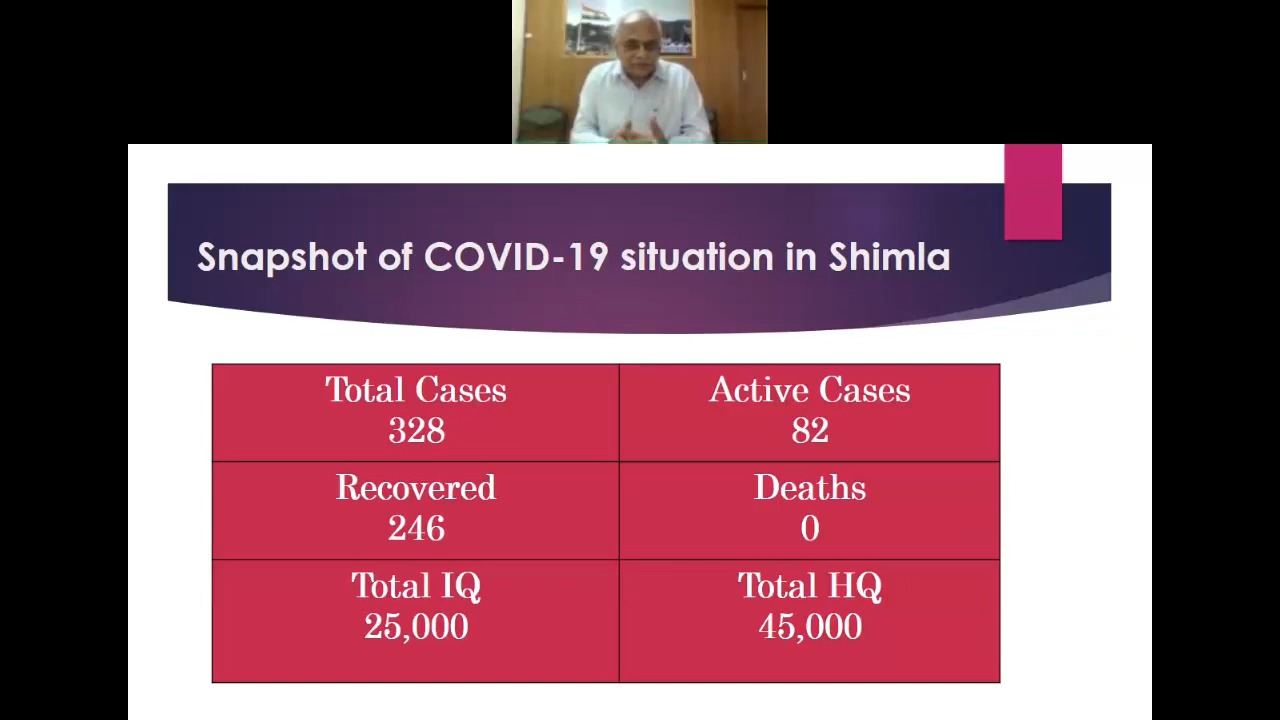 Snapshot of COVID-19 situation in Shimla
Total Cases
328
Active Cases
82
Recovered
246
Deaths
0
Total IQ
25,000
Total HQ
45,000